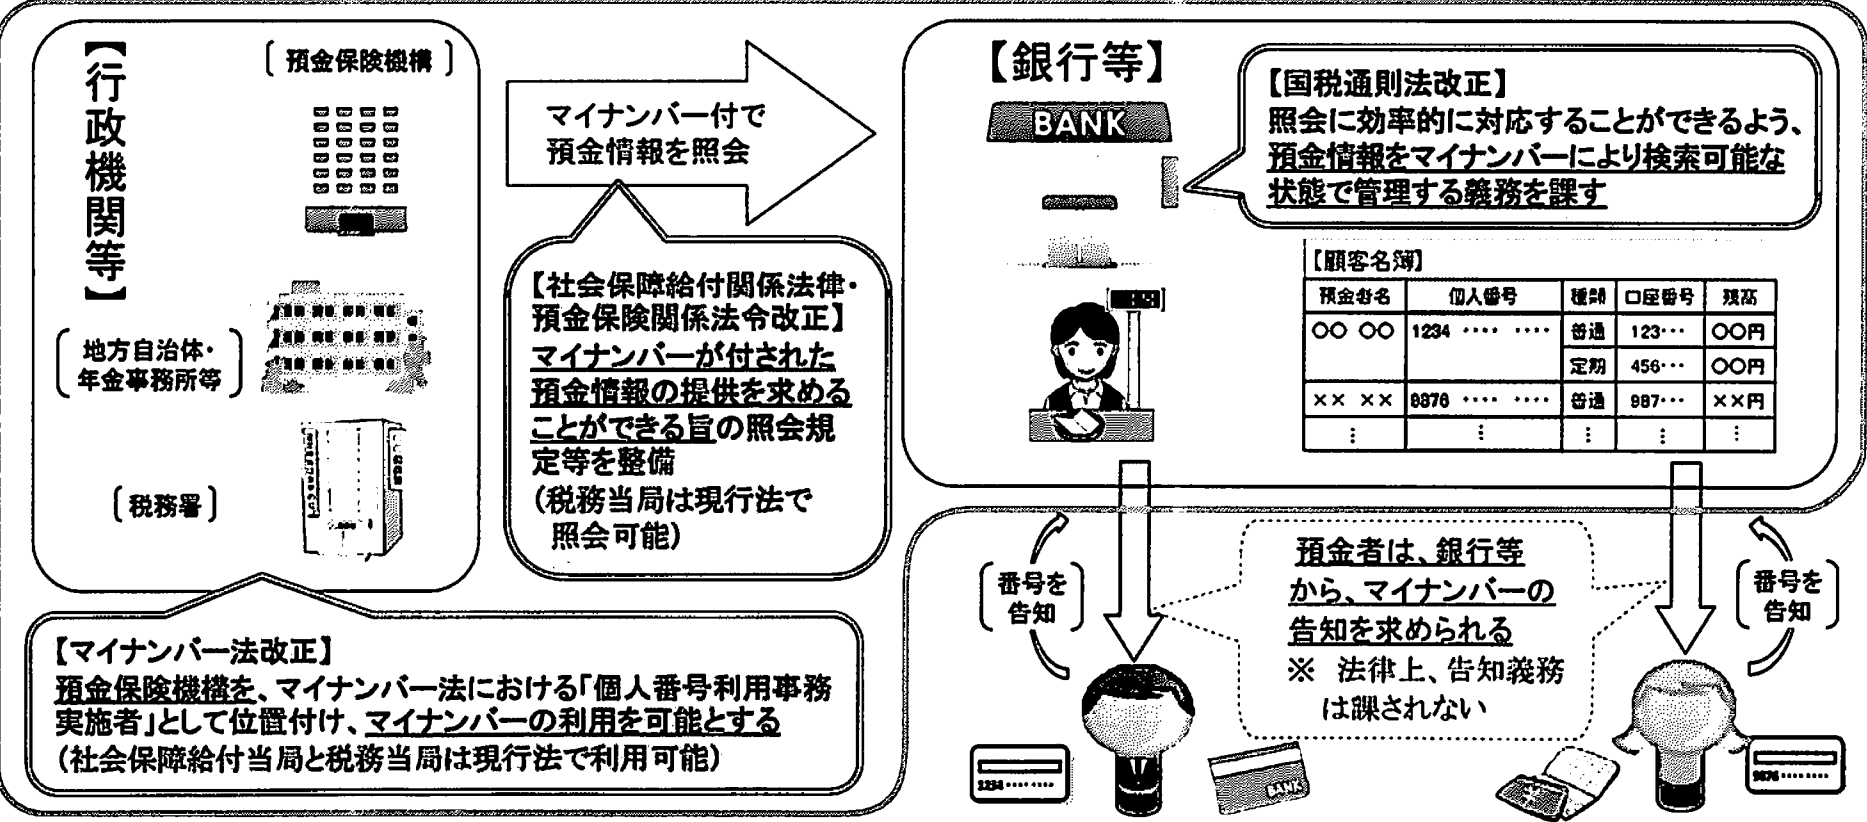 【行政機関等】
〔預金保険機構〕
〔地方自治体・
年金事務所等〕
〔税務署〕
マイナンバー付で
預金情報を照会
【社会保障給付関係法律・
預金保険関係法令改正】
マイナンバーが付された
預金情報の提供を求める
ことができる旨の照会規
定等を整備
（税務当局は現行法で
照会可能）
【マイナンバー法改正】
預金保険機構を、マイナンバー法における「個人番号利用事務
実施者」として位置付け、マイナンバーの利用を可能とする
（社会保障給付当局と税務当局は現行法で利用可能）
【銀行等】
BANK
【国税通則法改正】
照会に効率的に対応することができるよう、
預金情報をマイナンバーにより検索可能な
状態で管理する義務を課す
【顧客名簿】
預金者名 個人番号 種類 口座番号 残高
○○ ○○ 1234 ････ ････ 普通 123･･･ ○○円
定期 456･･･ ○○円
×× ×× 9876 ････ ････ 普通 987･･･ ××円
⋮ ⋮ ⋮ ⋮ ⋮
〔番号を
告知〕
預金者は、銀行等
から、マイナンバーの
告知を求められる
※ 法律上、告知義務
は課されない
〔番号を
告知〕
1234 ････････
BANK
9876 ････････